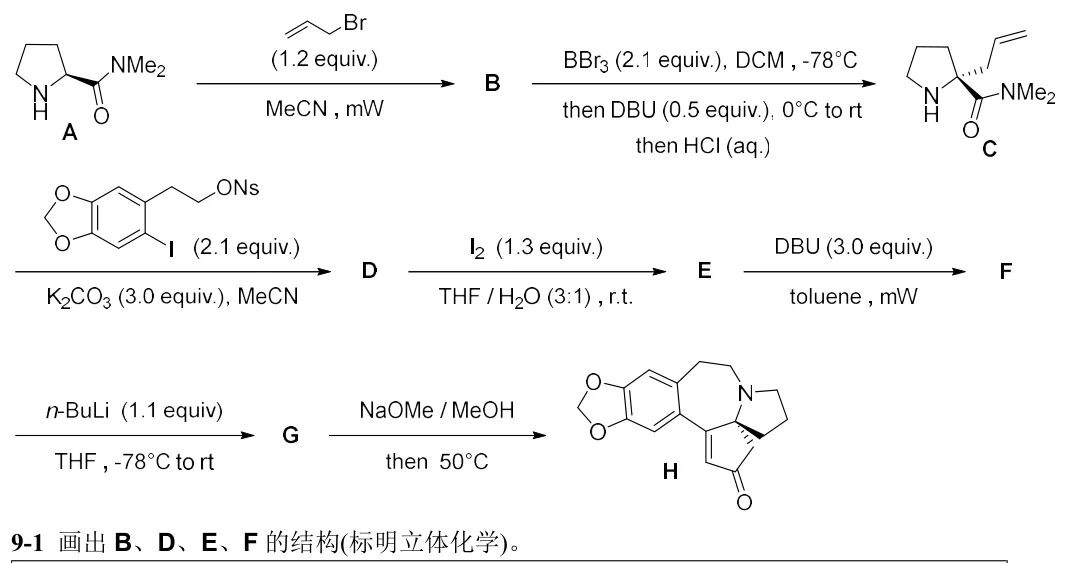 Br
(1.2 equiv.)
MeCN , mW
NMe2
N
H
O
A
B
BBr3 (2.1 equiv.), DCM , -78°C
then DBU (0.5 equiv.), 0°C to rt
then HCl (aq.)
N
H
NMe2
O
C
O
O
ONs
I
(2.1 equiv.)
K2CO3 (3.0 equiv.), MeCN
D
I2 (1.3 equiv.)
THF / H2O (3:1) , r.t.
E
DBU (3.0 equiv.)
toluene , mW
F
n-BuLi (1.1 equiv)
THF , -78°C to rt
G
NaOMe / MeOH
then 50°C
O
O
N
H
O
9-1 画出 B、D、E、F 的结构(标明立体化学)。